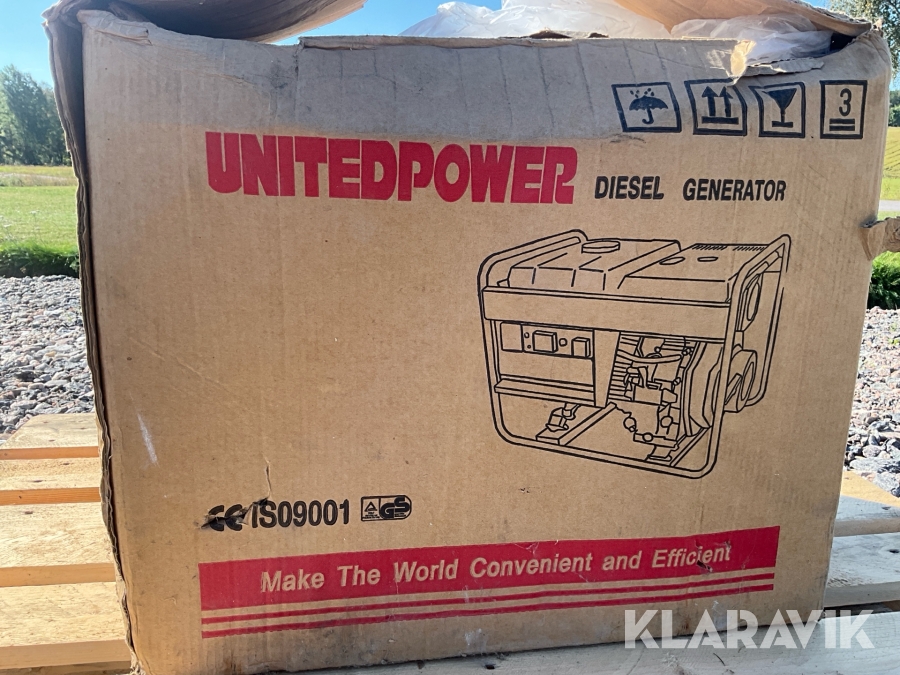 3
UNITEDPOWER DIESEL GENERATOR
CE ISO9001 GS
Make The World Convenient and Efficient
KLARAVIK